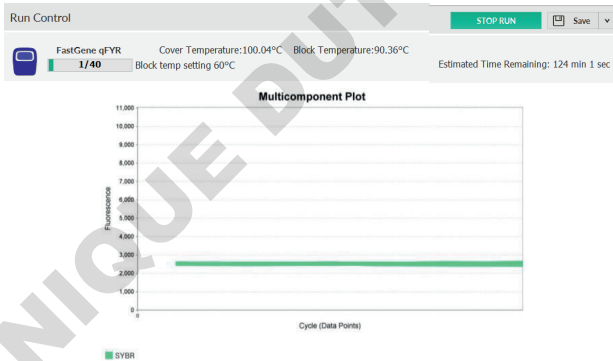 Run Control
STOP RUN
Save
FastGene qFYR
Cover Temperature:100.04°C Block Temperature:90.36°C
1/40
Block temp setting 60°C
Estimated Time Remaining: 124 min 1 sec
Multicomponent Plot
11,000
10,000
9,000
8,000
7,000
6,000
5,000
4,000
3,000
2,000
1,000
0
Fluorescence
0
Cycle (Data Points)
SYBR
NIQUE DUT